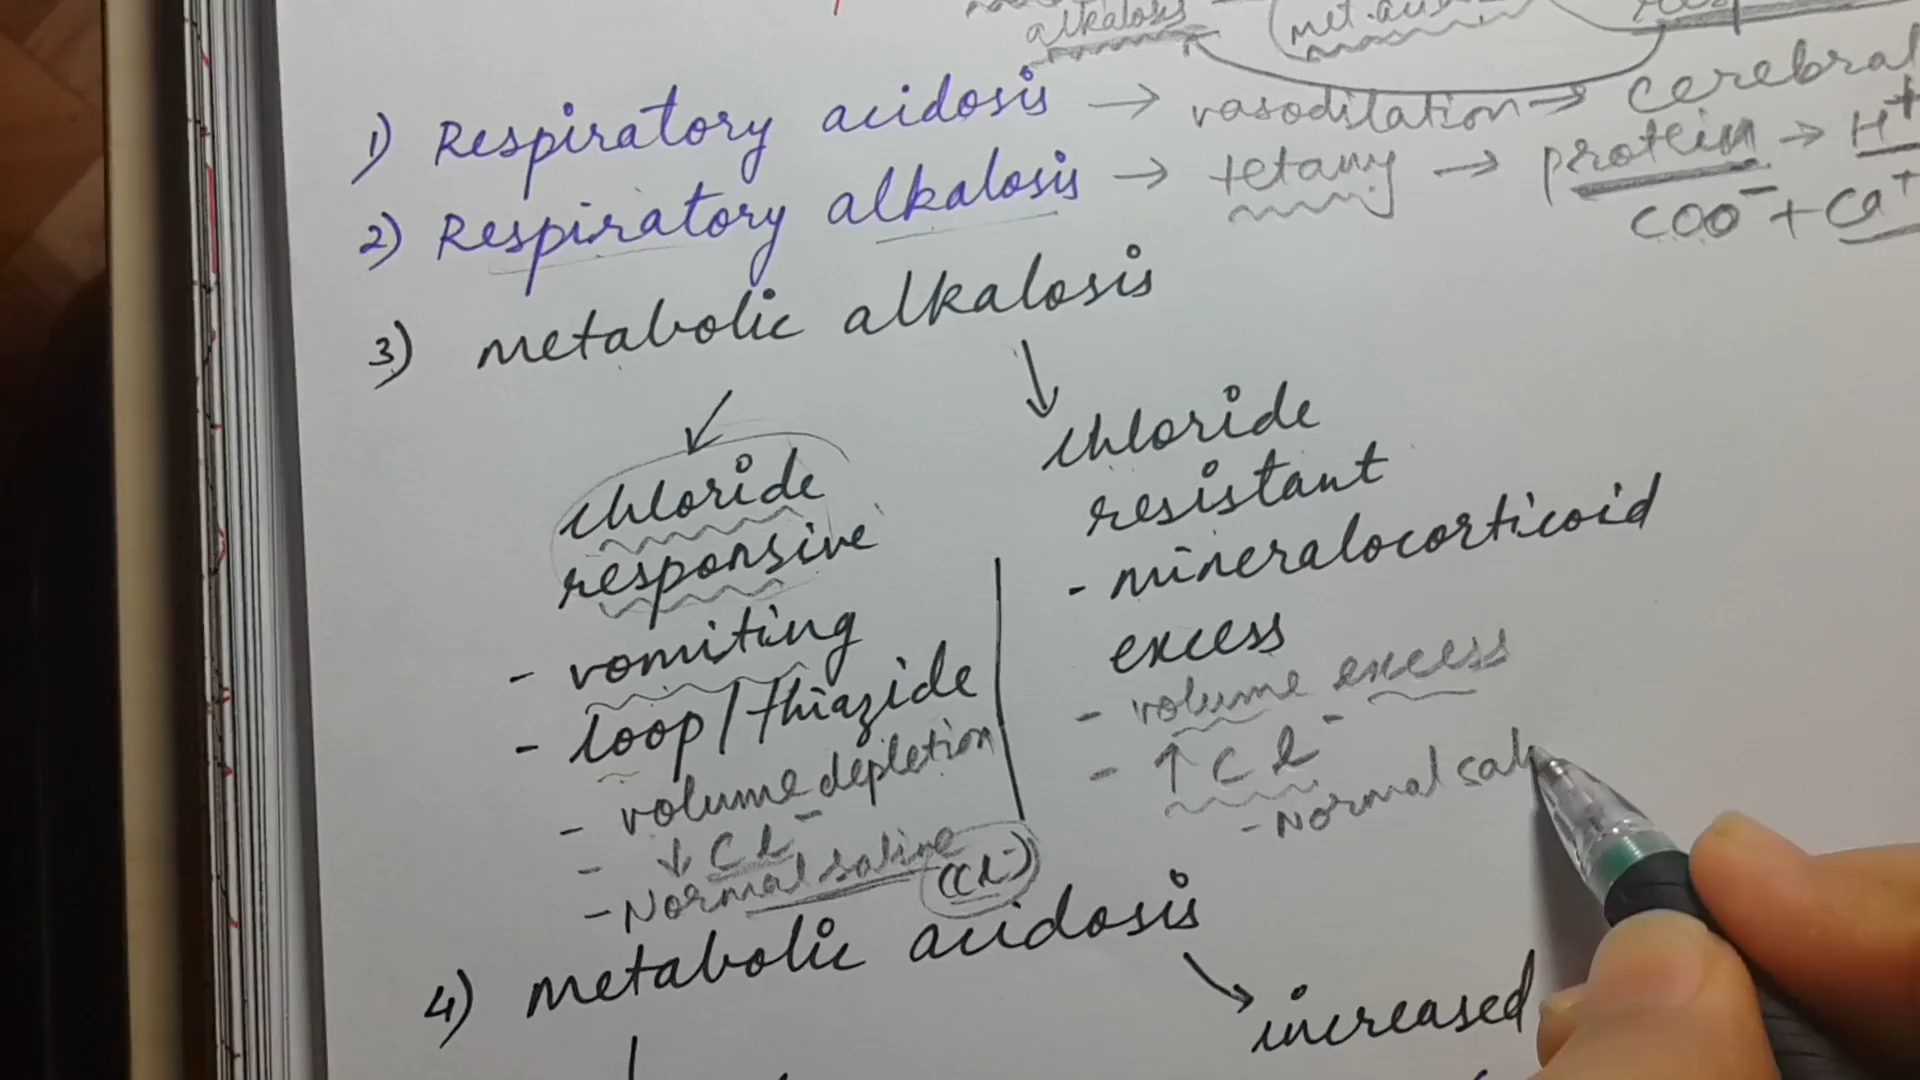 alkalosis
met.
1) Respiratory acidosis → vasodilation → cerebral
2) Respiratory alkalosis → tetany → protein → H+
COO- + Ca+
3) metabolic alkalosis
chloride
responsive
- vomiting
- loop/thiazide
- volume depletion
- ↓ Cl-
- Normal saline
(Cl-)
chloride
resistant
- mineralocorticoid
excess
- volume excess
- ↑ Cl-
- Normal sal
4) metabolic acidosis
increased